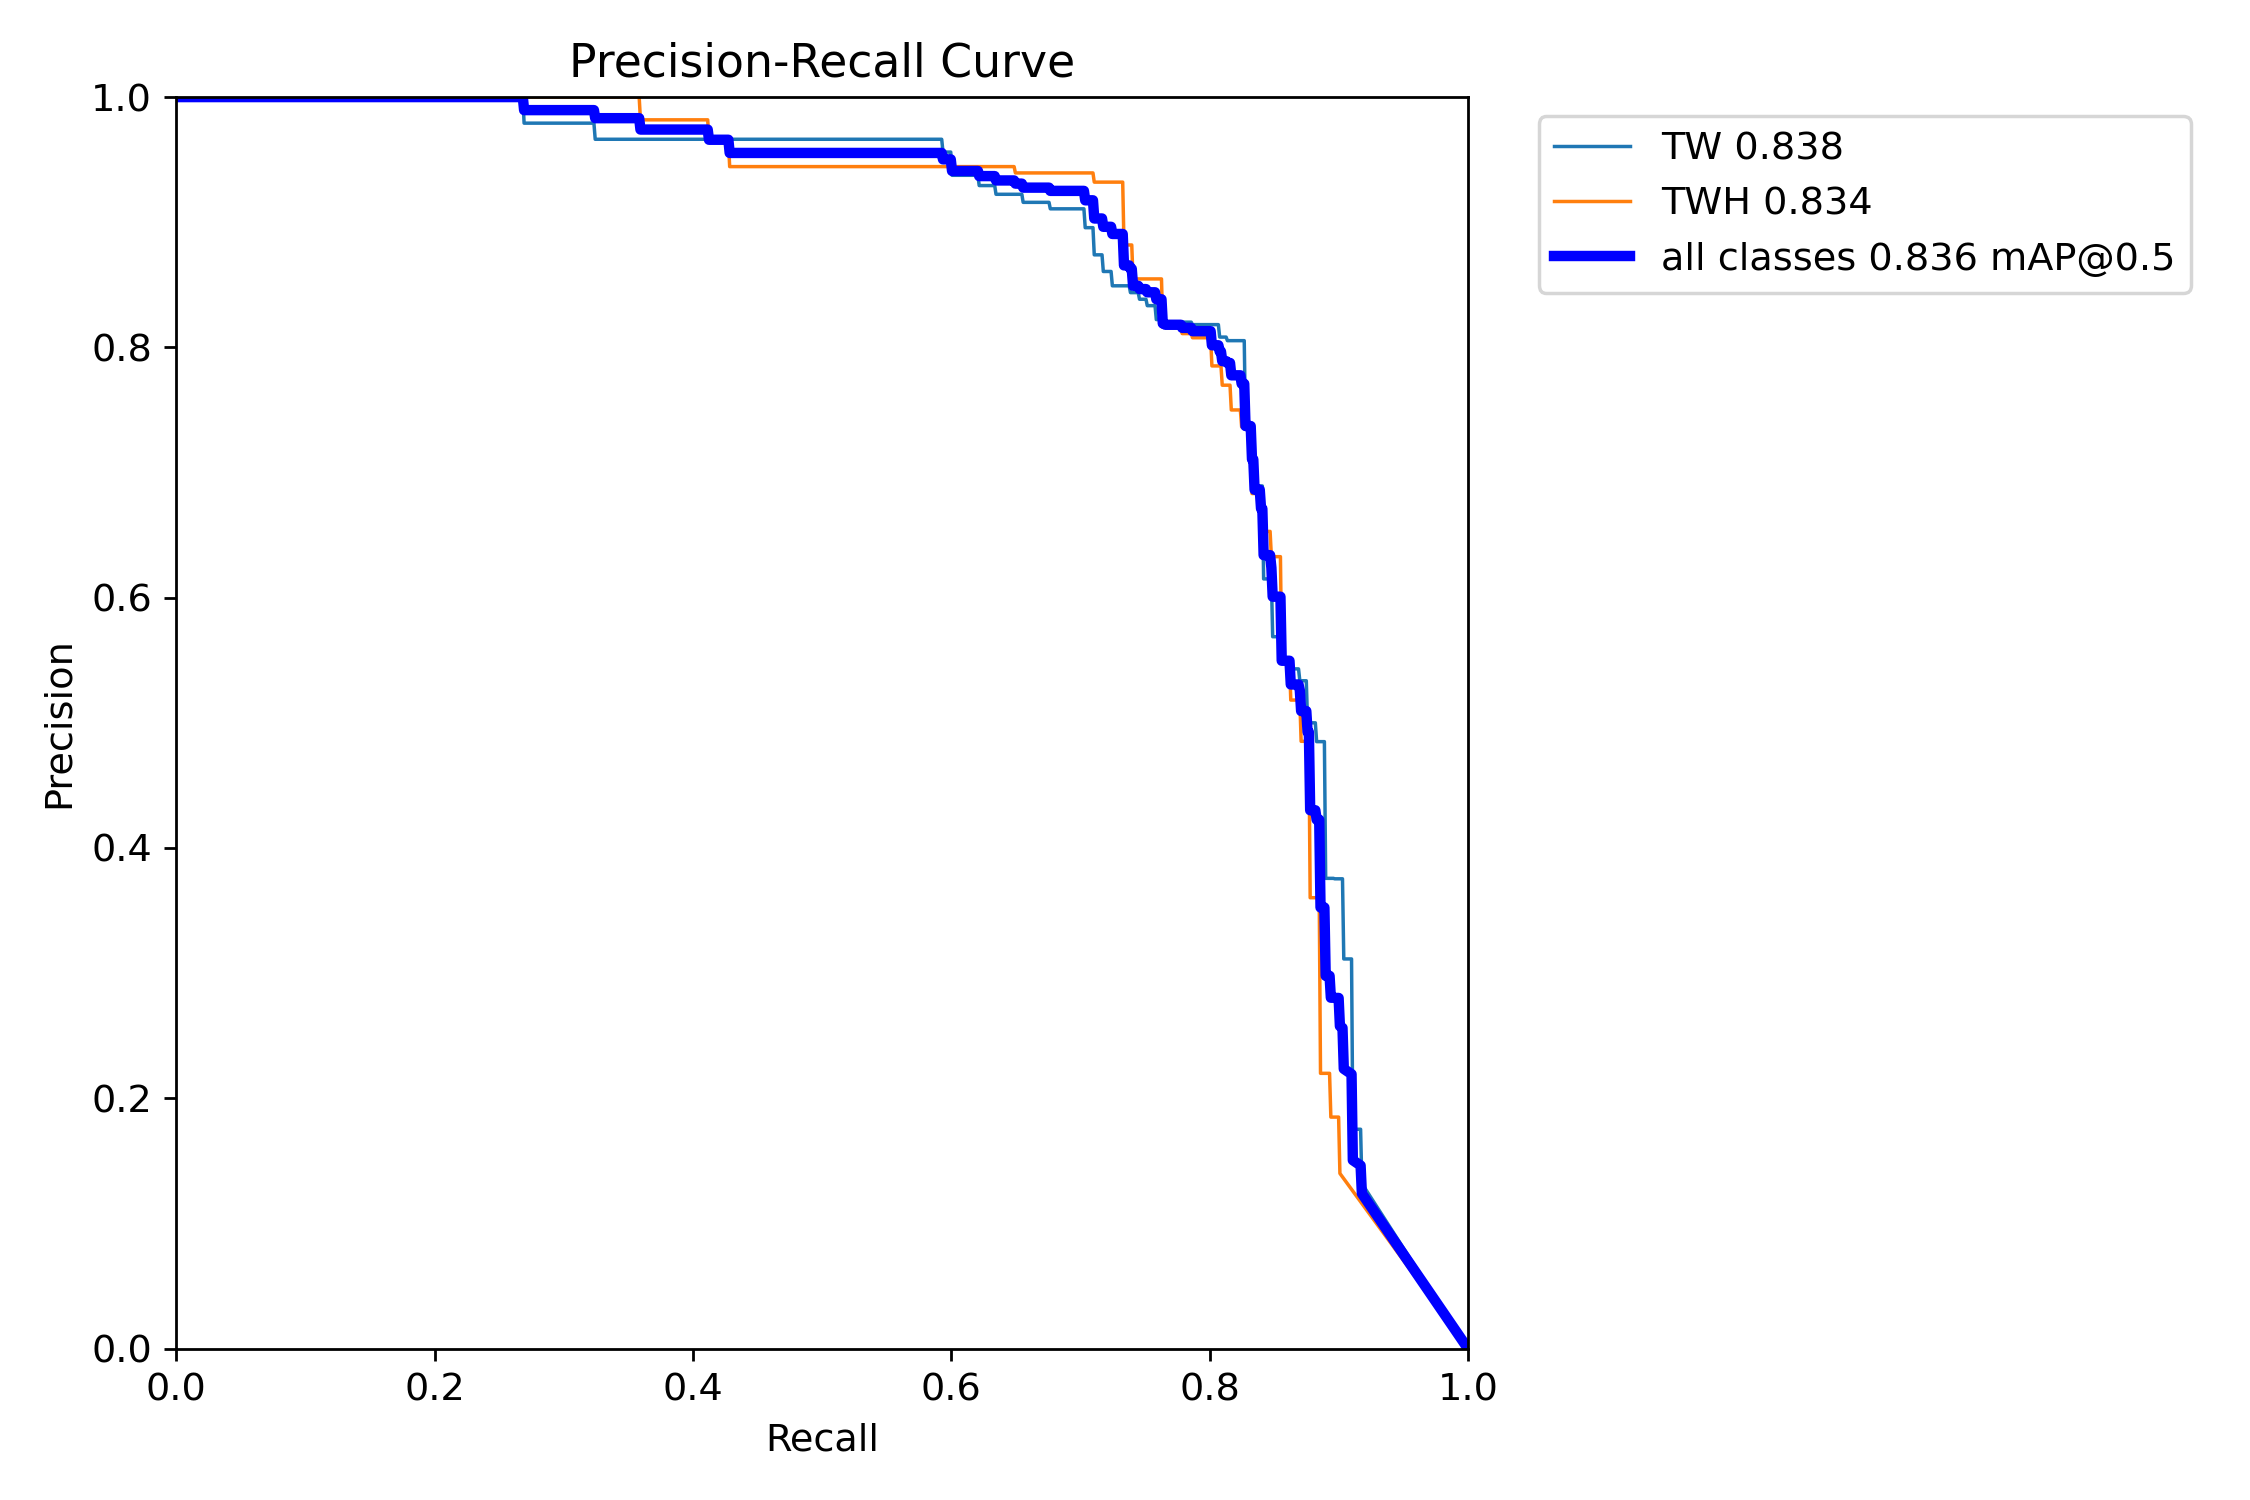 Precision-Recall Curve
TW 0.838
TWH 0.834
all classes 0.836 mAP@0.5
Precision
1.0
0.8
0.6
0.4
0.2
0.0
0.0 0.2 0.4 0.6 0.8 1.0
Recall